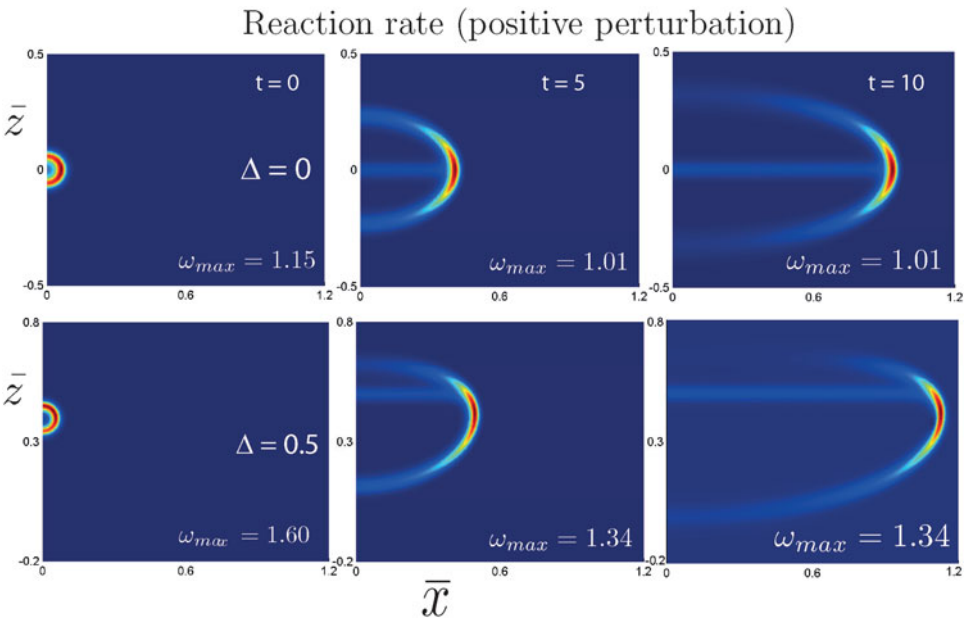 Reaction rate (positive perturbation)
0.5
t = 0
t = 5
0.5
t = 10
z̄
0
Δ = 0
0
0
ω_max = 1.15
ω_max = 1.01
ω_max = 1.01
-0.5
-0.5
0
0.6
1.2
0
0.6
1.2
0
0.6
1.2
0.8
0.8
0.8
z̄
0.3
Δ = 0.5
0.3
0.3
ω_max = 1.60
ω_max = 1.34
ω_max = 1.34
-0.2
-0.2
-0.2
0
0.6
1.2
0
0.6
1.2
0
0.6
1.2
x̄